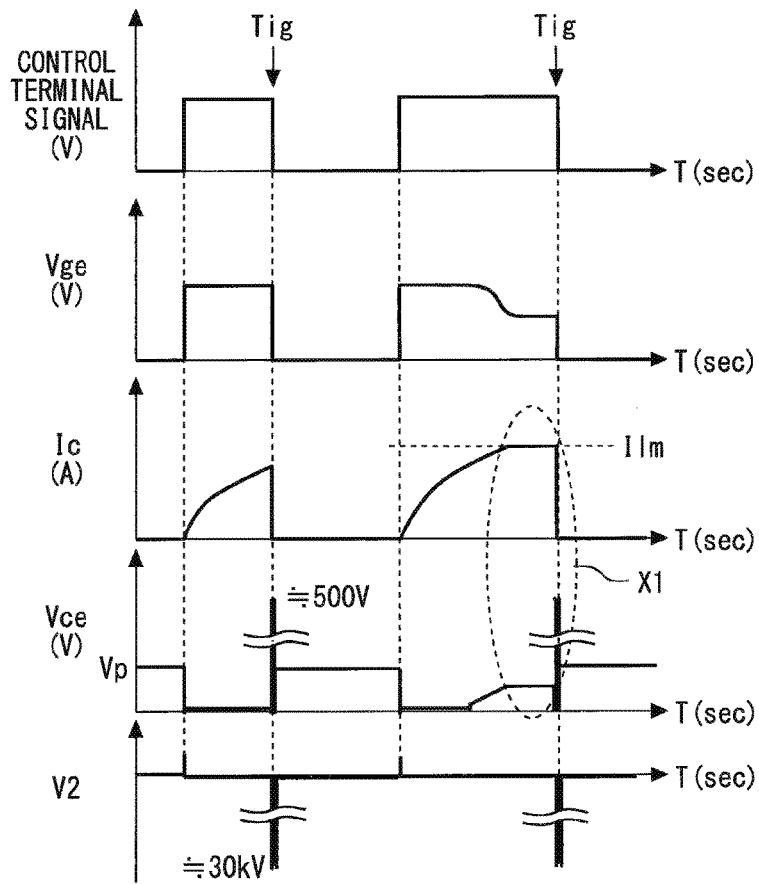 Tig
Tig
CONTROL
TERMINAL
SIGNAL
(V)
T(sec)
Vge
(V)
T(sec)
Ic
(A)
Ilm
T(sec)
X1
≒500V
Vce
(V)
Vp
T(sec)
V2
T(sec)
≒30kV